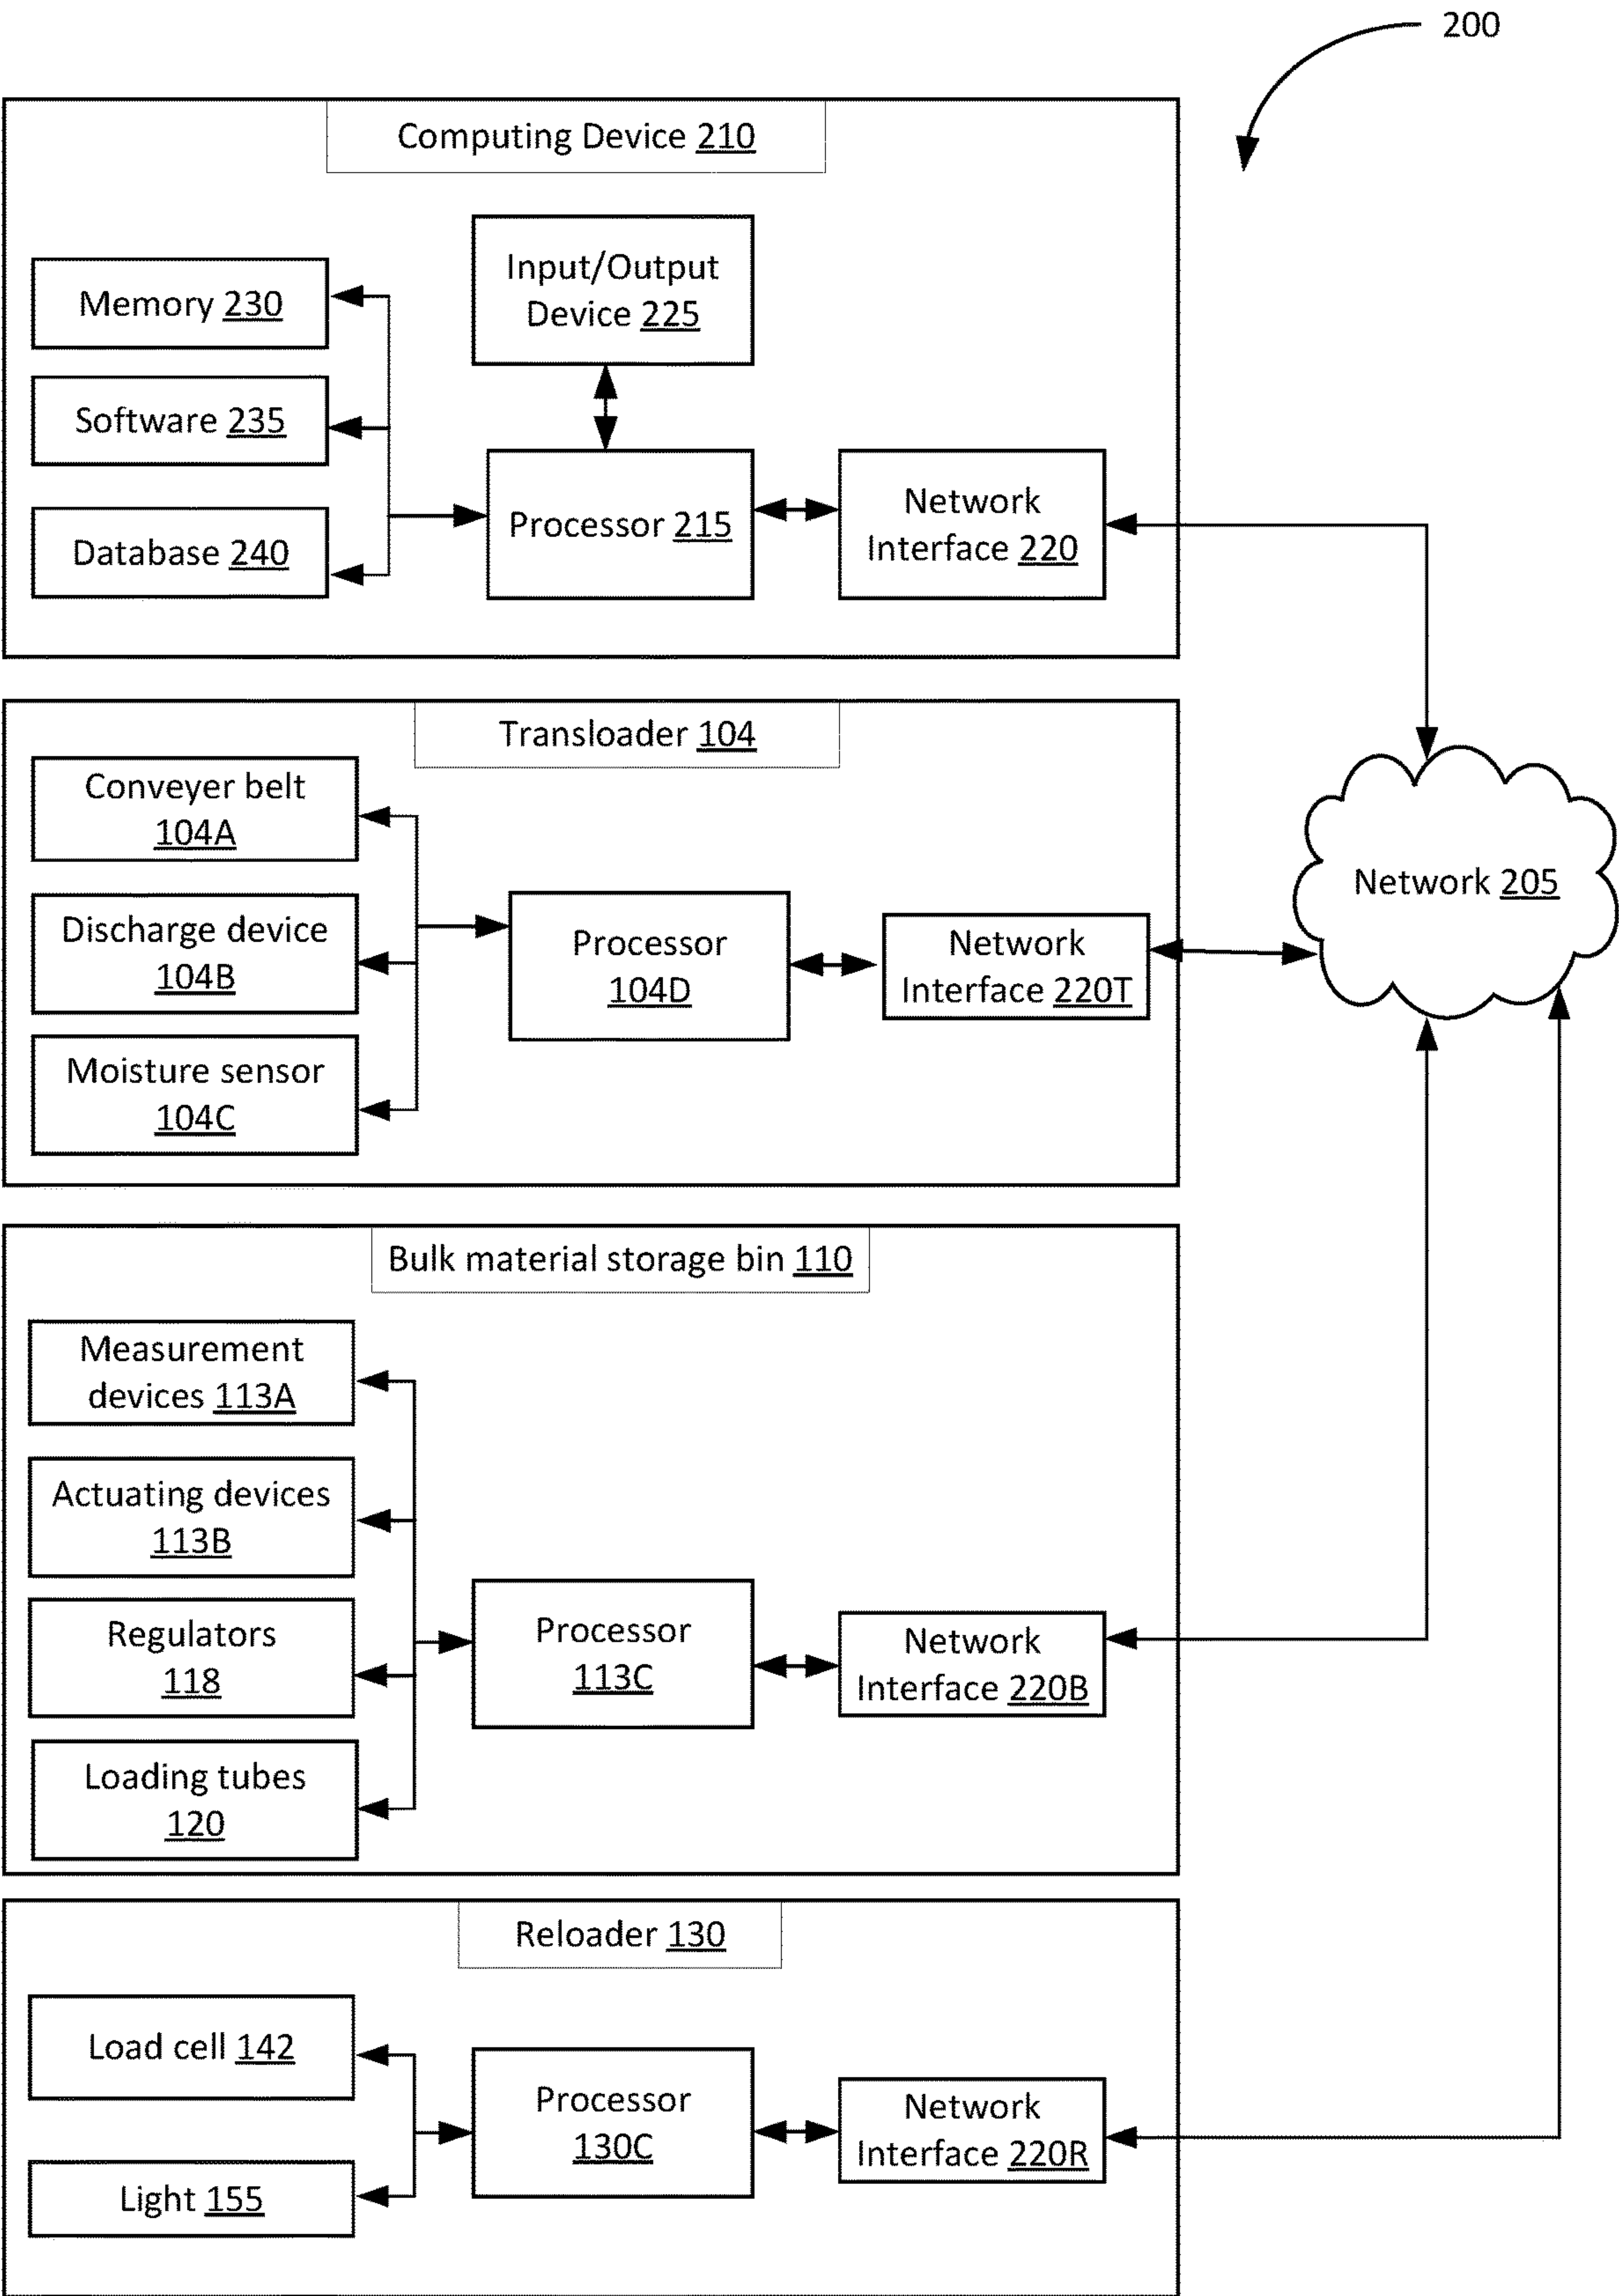 200
Computing Device 210
Input/Output
Device 225
Memory 230
Software 235
Database 240
Processor 215
Network
Interface 220
Transloader 104
Conveyer belt
104A
Discharge device
104B
Moisture sensor
104C
Processor
104D
Network
Interface 220T
Network 205
Bulk material storage bin 110
Measurement
devices 113A
Actuating devices
113B
Regulators
118
Loading tubes
120
Processor
113C
Network
Interface 220B
Reloader 130
Load cell 142
Light 155
Processor
130C
Network
Interface 220R